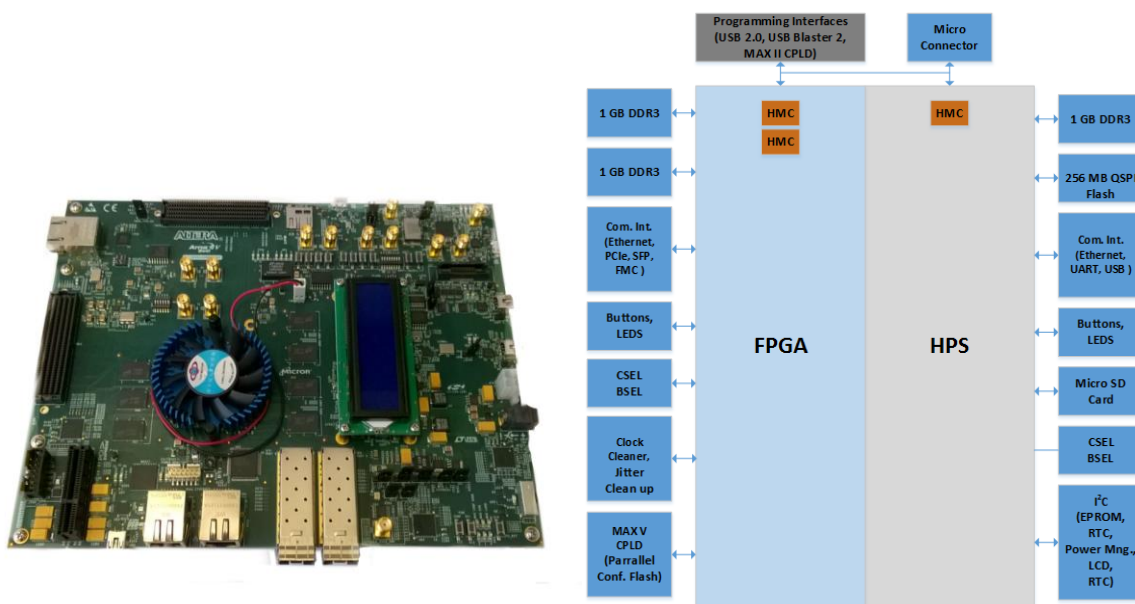 Programming Interfaces
(USB 2.0, USB Blaster 2,
MAX II CPLD)
Micro
Connector
1 GB DDR3
1 GB DDR3
Com. Int.
(Ethernet,
PCIe, SFP,
FMC )
Buttons,
LEDS
CSEL
BSEL
Clock
Cleaner,
Jitter
Clean up
MAX V
CPLD
(Parrallel
Conf. Flash)
HMC
HMC
FPGA
HMC
HPS
1 GB DDR3
256 MB QSPI
Flash
Com. Int.
(Ethernet,
UART, USB )
Buttons,
LEDS
Micro SD
Card
CSEL
BSEL
I²C
(EPROM,
RTC,
Power Mng.,
LCD,
RTC)
CE
ALTERA
MICRON